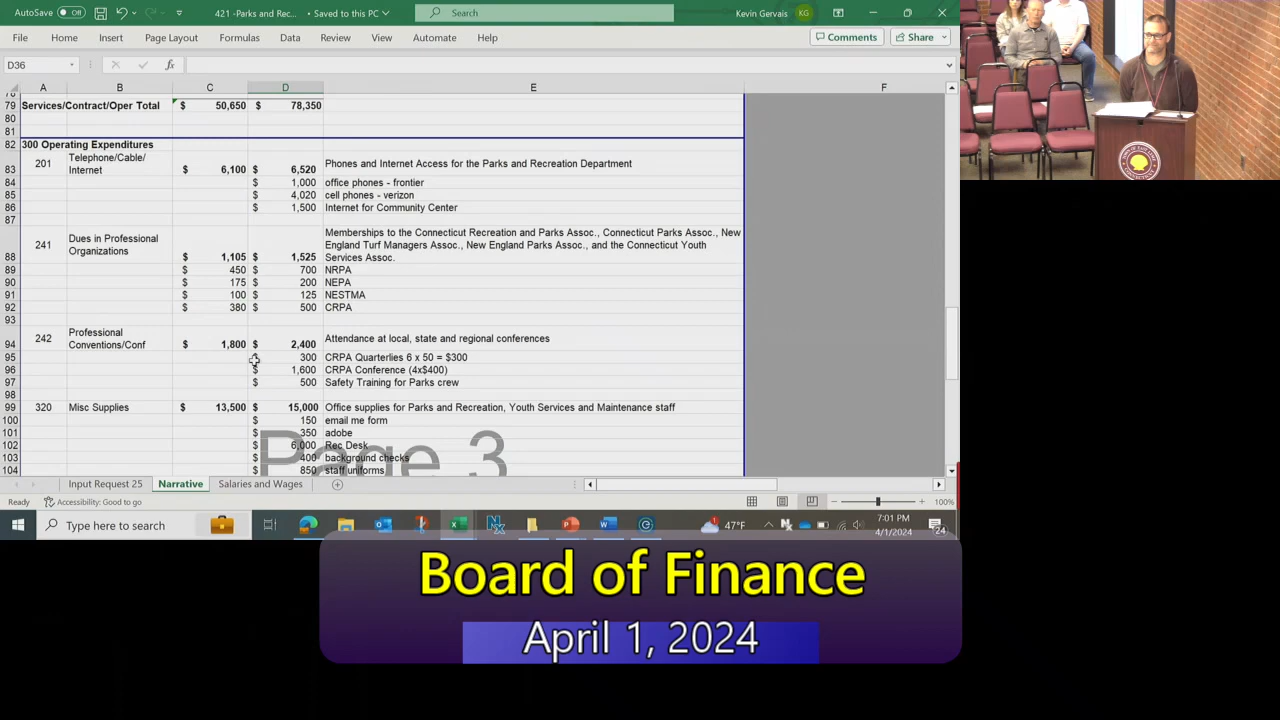 AutoSave Off 421 -Parks and Rec... • Saved to this PC Search Kevin Gervais KG
File Home Insert Page Layout Formulas Data Review View Automate Help Comments Share
D36 fx
A B C D E F
79 Services/Contract/Oper Total $ 50,650 $ 78,350
80
81
82 300 Operating Expenditures
83 201 Telephone/Cable/ Internet $ 6,100 $ 6,520 Phones and Internet Access for the Parks and Recreation Department
84 $ 1,000 office phones - frontier
85 $ 4,020 cell phones - verizon
86 $ 1,500 Internet for Community Center
87
Memberships to the Connecticut Recreation and Parks Assoc., Connecticut Parks Assoc., New
241 Dues in Professional Organizations England Turf Managers Assoc., New England Parks Assoc., and the Connecticut Youth
88 $ 1,105 $ 1,525 Services Assoc.
89 $ 450 $ 700 NRPA
90 $ 175 $ 200 NEPA
91 $ 100 $ 125 NESTMA
92 $ 380 $ 500 CRPA
93
94 242 Professional Conventions/Conf $ 1,800 $ 2,400 Attendance at local, state and regional conferences
95 300 CRPA Quarterlies 6 x 50 = $300
96 $ 1,600 CRPA Conference (4x$400)
97 $ 500 Safety Training for Parks crew
98
99 320 Misc Supplies $ 13,500 $ 15,000 Office supplies for Parks and Recreation, Youth Services and Maintenance staff
100 $ 150 email me form
101 $ 350 adobe
102 $ 6,000 Rec Desk
103 $ 400 background checks
104 $ 850 staff uniforms
Page 3
Input Request 25 Narrative Salaries and Wages
Ready Accessibility: Good to go 100%
Type here to search 47°F 7:01 PM
4/1/2024 24
Board of Finance
April 1, 2024